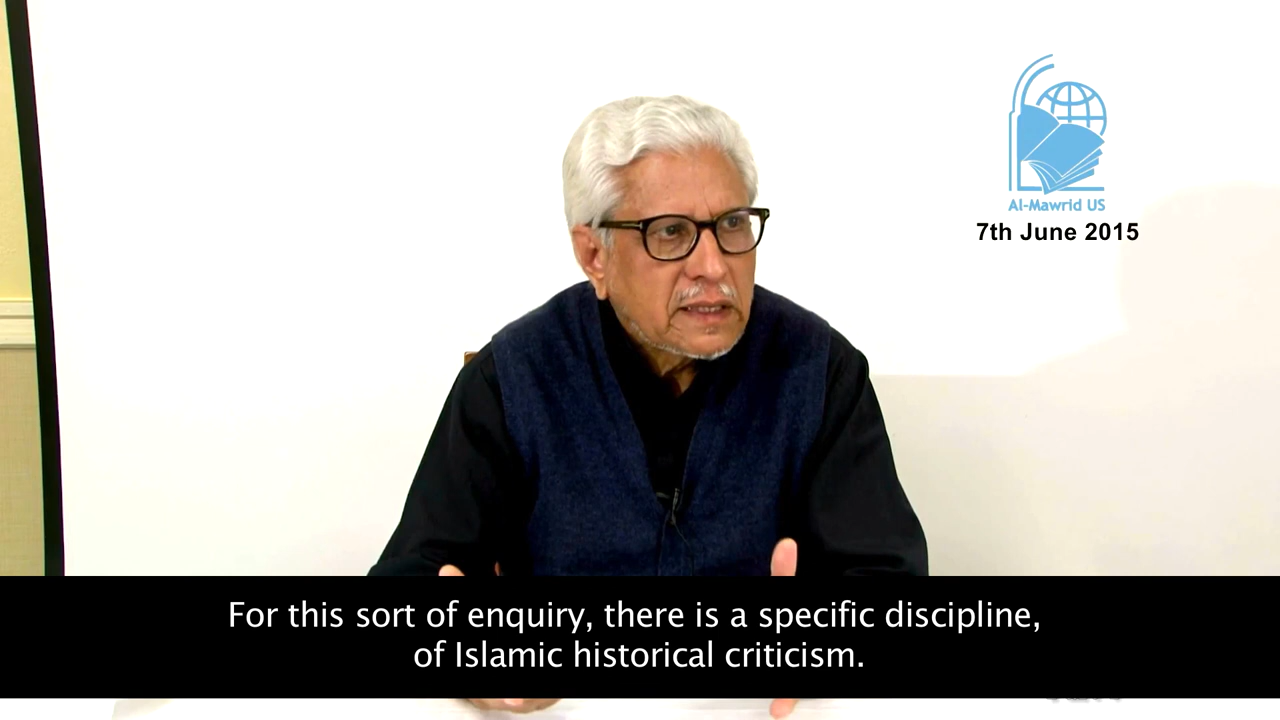 Al-Mawrid US
7th June 2015
For this sort of enquiry, there is a specific discipline,
of Islamic historical criticism.